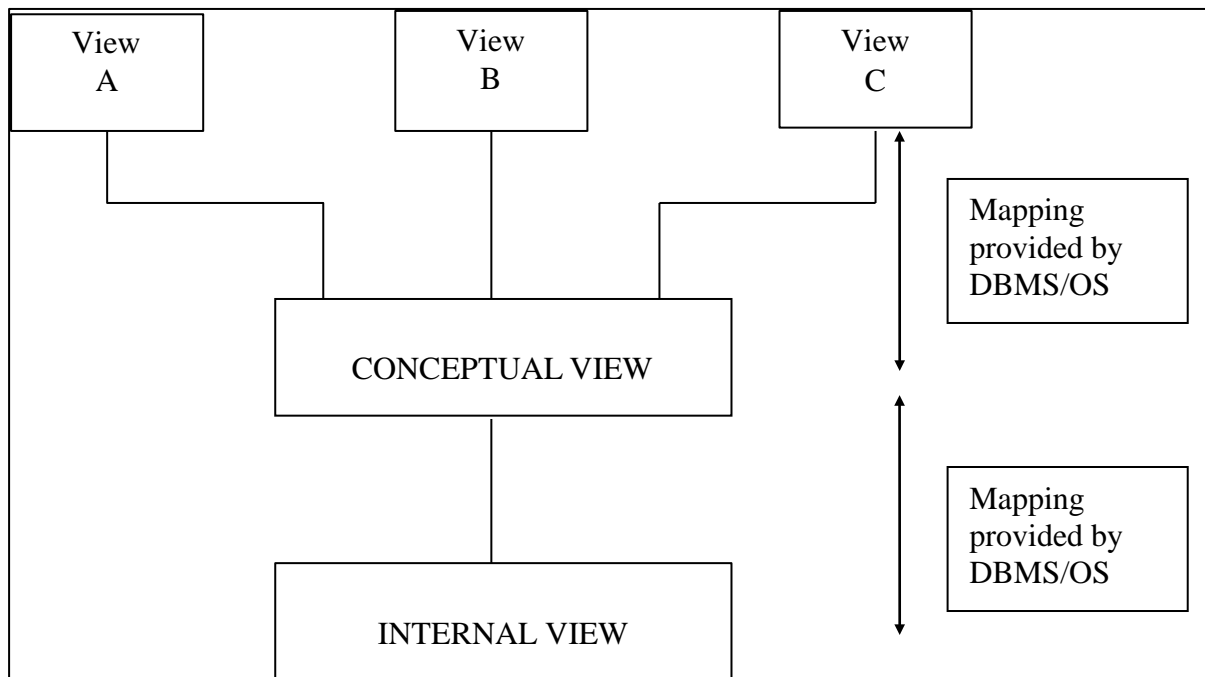 View
A
View
B
View
C
Mapping
provided by
DBMS/OS
CONCEPTUAL VIEW
Mapping
provided by
DBMS/OS
INTERNAL VIEW